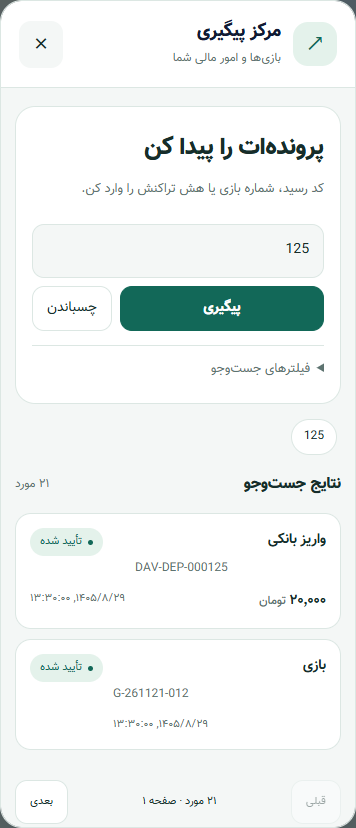 مرکز پیگیری
بازی‌ها و امور مالی شما
پرونده‌ات را پیدا کن
کد رسید، شماره بازی یا هش تراکنش را وارد کن.
125
پیگیری
چسباندن
فیلترهای جست‌وجو
125
نتایج جست‌وجو
۲۱ مورد
واریز بانکی
تأیید شده
DAV-DEP-000125
۲۰,۰۰۰ تومان
۱۴۰۵/۸/۲۹, ۱۳:۳۰:۰۰
بازی
تأیید شده
G-261121-012
۱۴۰۵/۸/۲۹, ۱۳:۳۰:۰۰
قبلی
۲۱ مورد · صفحه ۱
بعدی